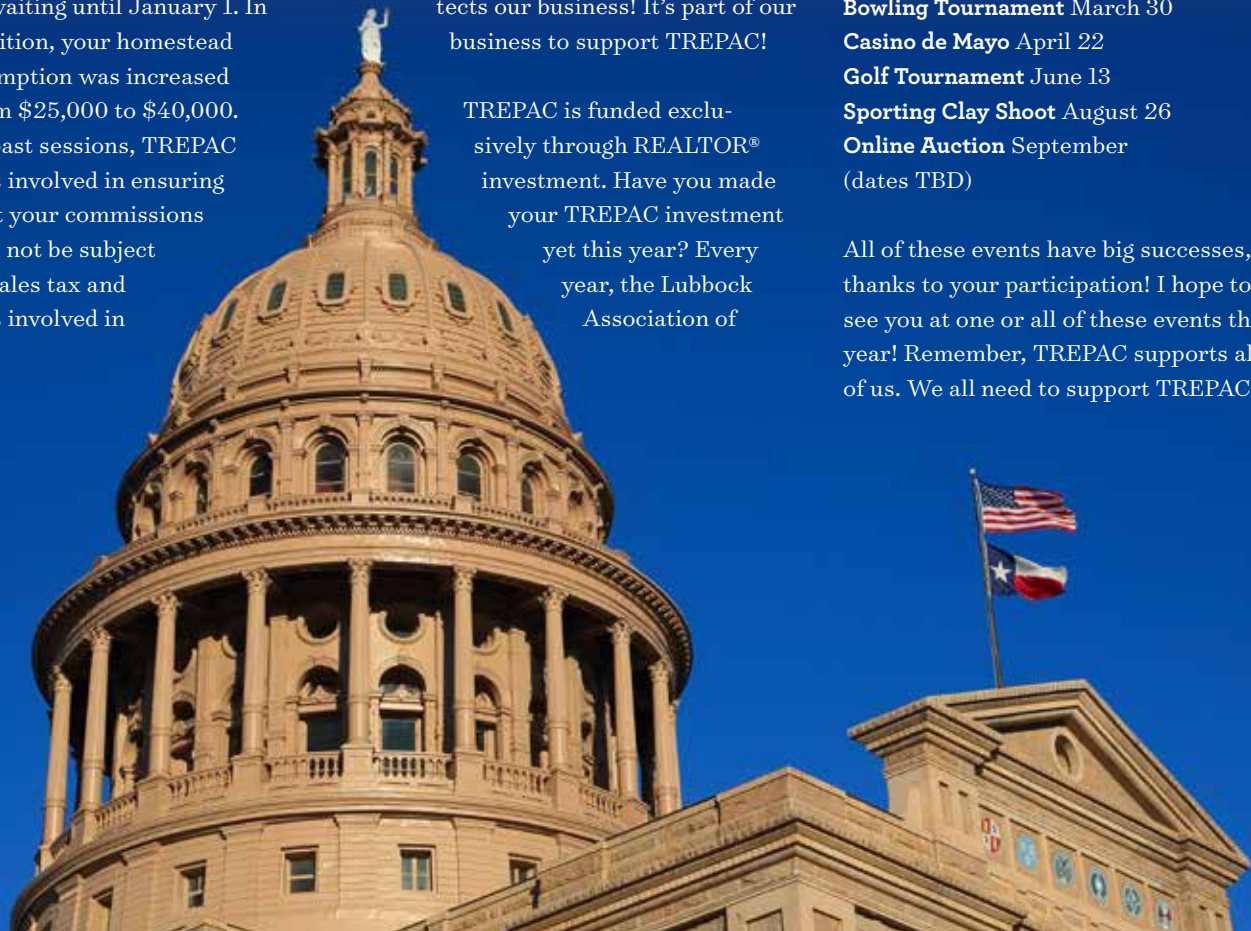 vaiting until January 1. In
ition, your homestead
mption was increased
m $25,000 to $40,000.
past sessions, TREPAC
s involved in ensuring
t your commissions
not be subject
ales tax and
s involved in
tects our business! It's part of our
business to support TREPAC!
TREPAC is funded exclu-
sively through REALTOR®
investment. Have you made
your TREPAC investment
yet this year? Every
year, the Lubbock
Association of
Bowling Tournament March 30
Casino de Mayo April 22
Golf Tournament June 13
Sporting Clay Shoot August 26
Online Auction September
(dates TBD)
All of these events have big successes,
thanks to your participation! I hope to
see you at one or all of these events th
year! Remember, TREPAC supports al
of us. We all need to support TREPAC